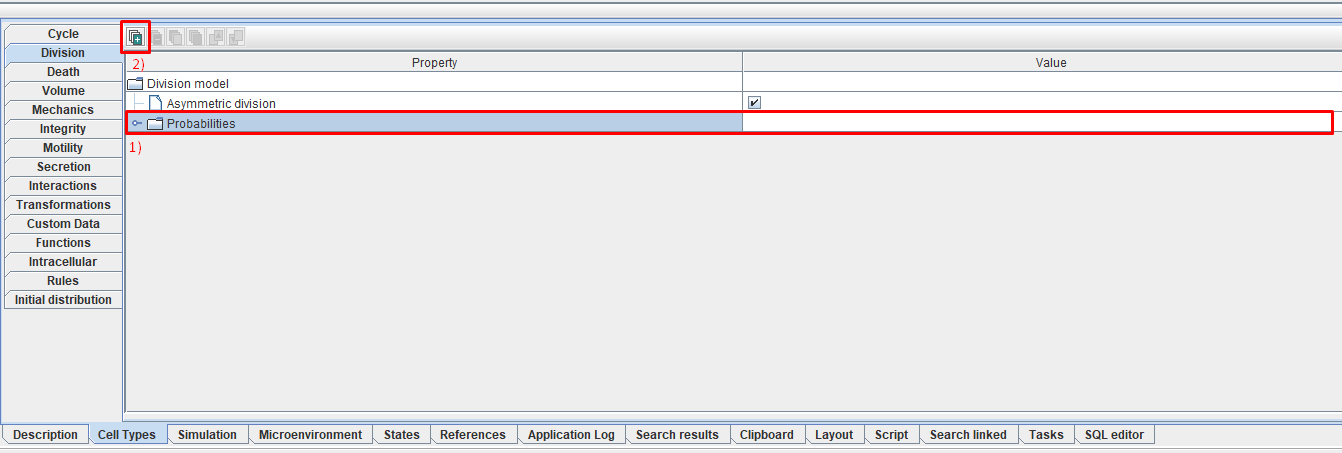 Cycle
Division
Death
Volume
Mechanics
Integrity
Motility
Secretion
Interactions
Transformations
Custom Data
Functions
Intracellular
Rules
Initial distribution
2)
Property Value
Division model
Asymmetric division
Probabilities
1)
Description Cell Types Simulation Microenvironment States References Application Log Search results Clipboard Layout Script Search linked Tasks SQL editor